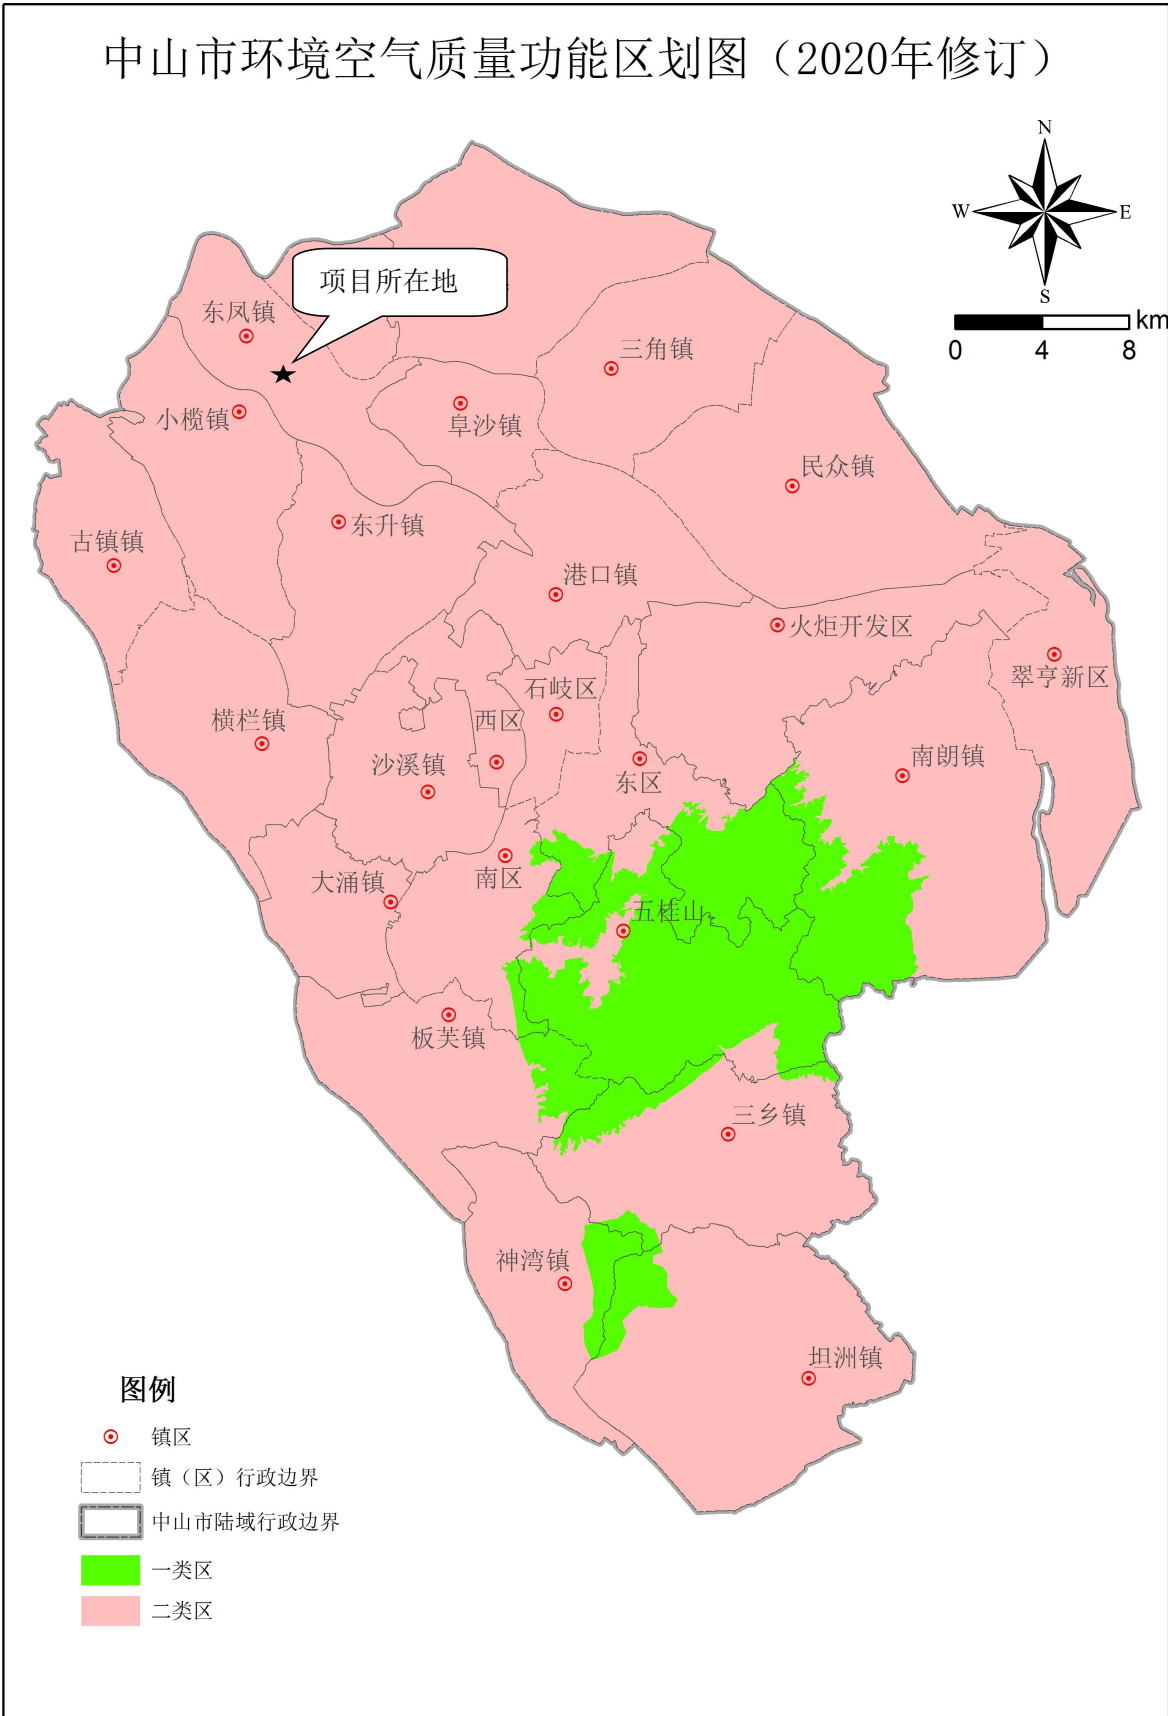 中山市环境空气质量功能区划图（2020年修订）
N
W
E
S
km
0 4 8
项目所在地
东凤镇
三角镇
小榄镇
阜沙镇
民众镇
东升镇
古镇镇
港口镇
火炬开发区
翠亨新区
石岐区
横栏镇
西区
沙溪镇
东区
南朗镇
南区
大涌镇
五桂山
板芙镇
三乡镇
神湾镇
坦洲镇
图例
镇区
镇（区）行政边界
中山市陆域行政边界
一类区
二类区